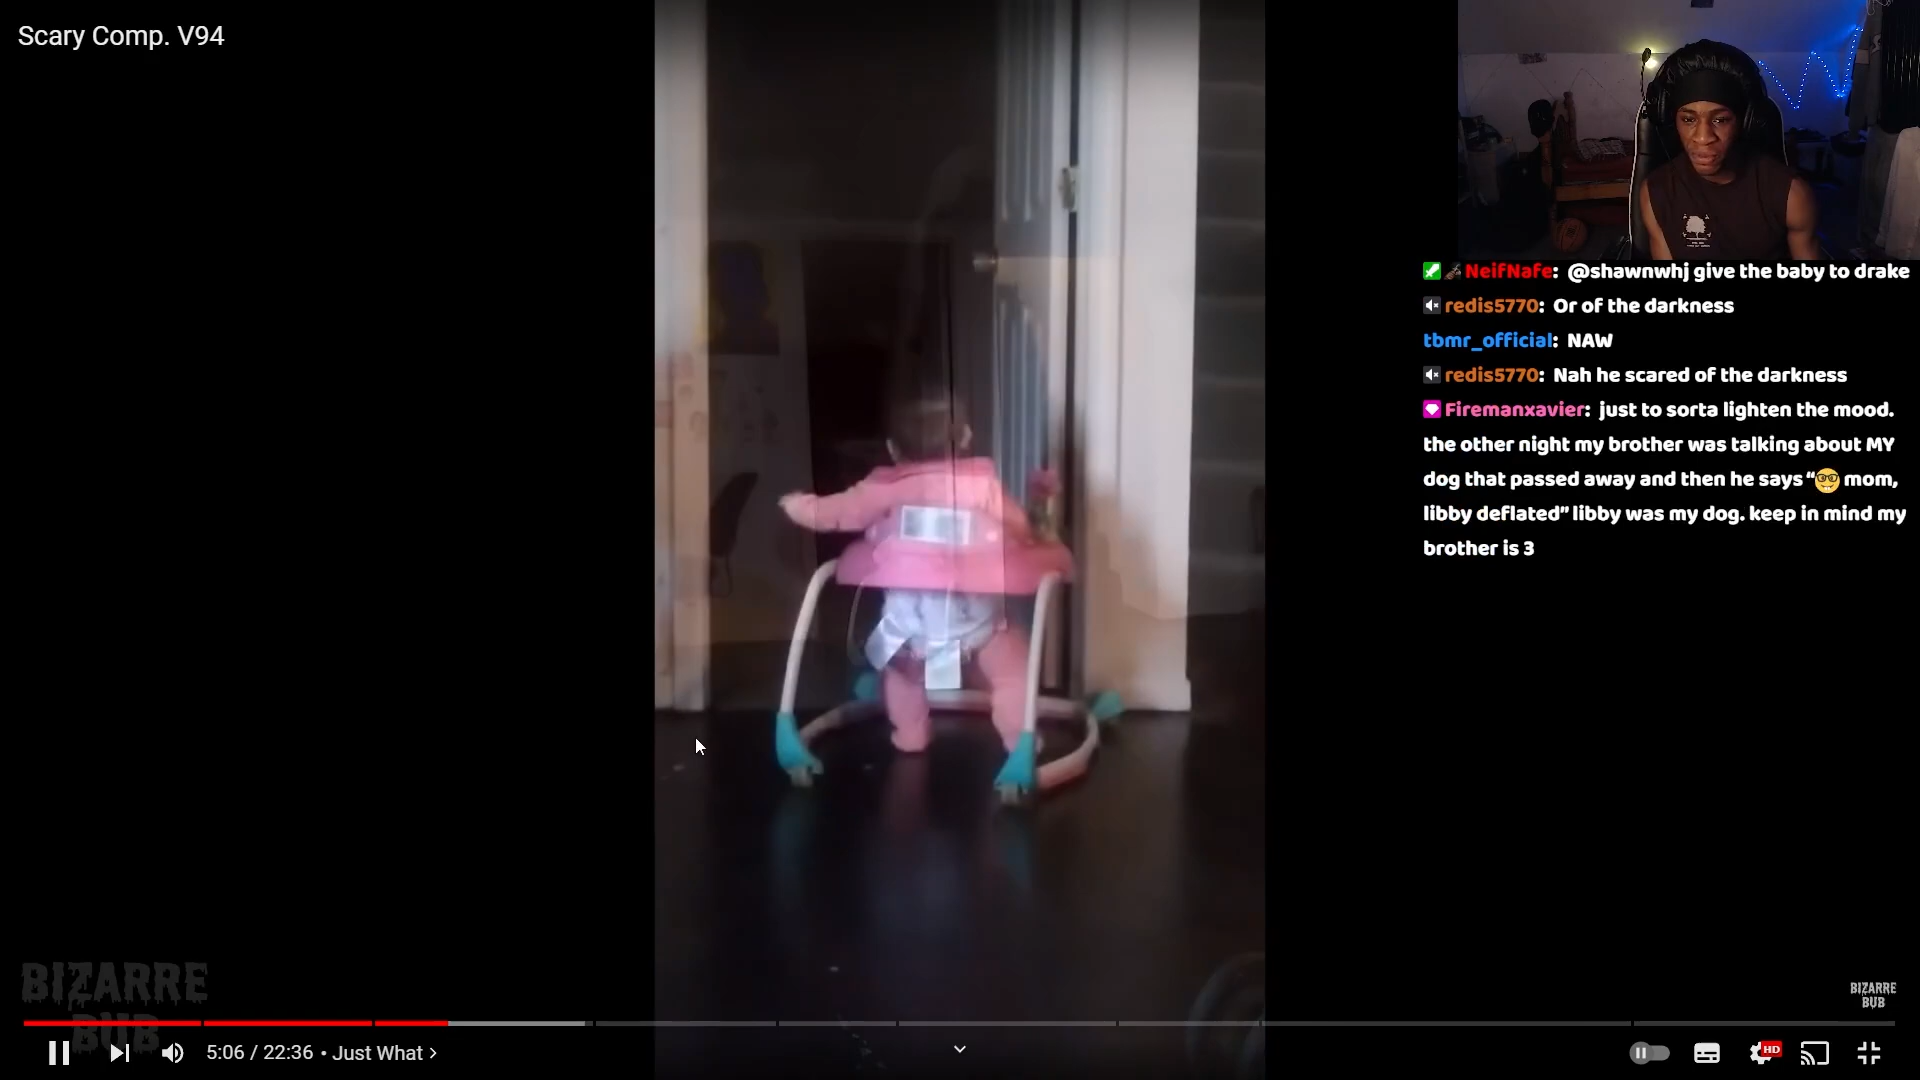 Scary Comp. V94
NeifNafe: @shawnwhj give the baby to drake
redis5770: Or of the darkness
tbmr_official: NAW
redis5770: Nah he scared of the darkness
Firemanxavier: just to sorta lighten the mood.
the other night my brother was talking about MY
dog that passed away and then he says “🤓 mom,
libby deflated” libby was my dog. keep in mind my
brother is 3
BIZARRE
BUB
BIZARRE
BUB
5:06 / 22:36 • Just What ›
HD